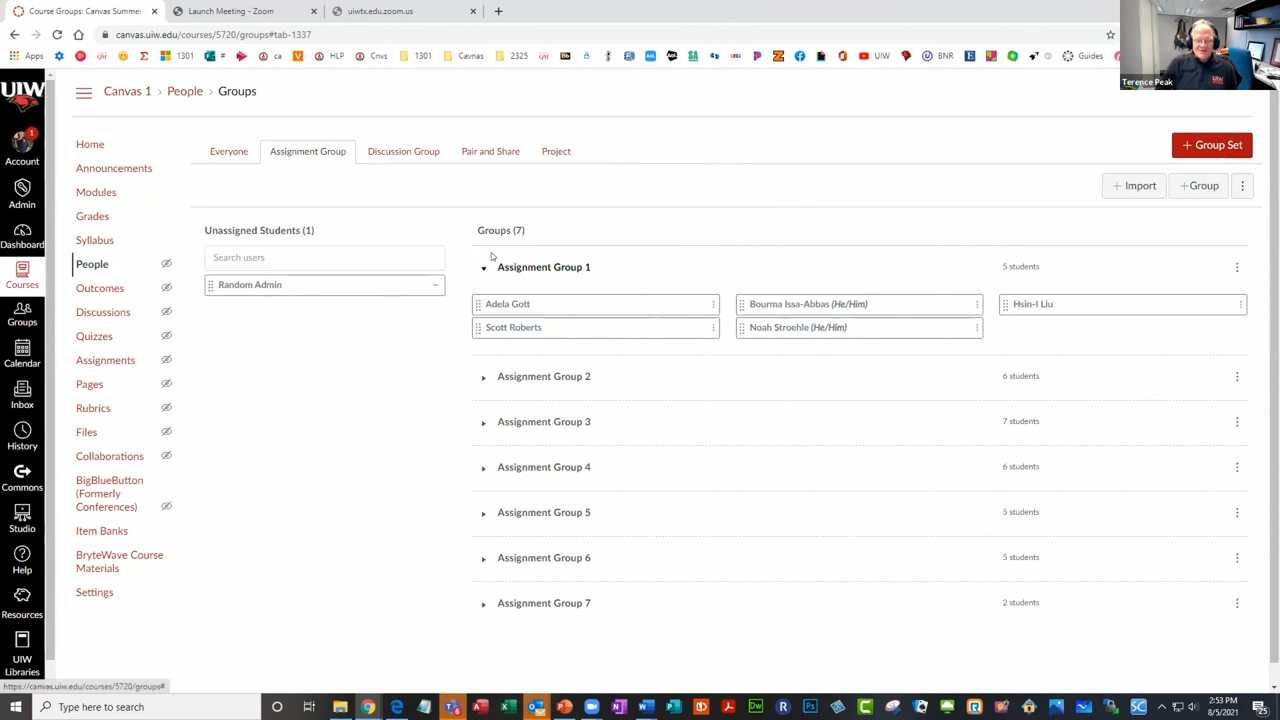 Course Groups: Canvas Summer
Launch Meeting - Zoom
uiwtx.edu.zoom.us
canvas.uiw.edu/courses/5720/groups#tab-1337
Apps
QM
1301
ca
HLP
Cnvs
1301
Cavnas
2325
Bb
SA
UIW
BNR
Guides
Terence Peak
UIW
Canvas 1 > People > Groups
1
Account
Admin
Dashboard
Courses
Groups
Calendar
Inbox
History
Commons
Studio
Help
Resources
UIW
Libraries
Home
Announcements
Modules
Grades
Syllabus
People
Outcomes
Discussions
Quizzes
Assignments
Pages
Rubrics
Files
Collaborations
BigBlueButton
(Formerly
Conferences)
Item Banks
BryteWave Course
Materials
Settings
Everyone
Assignment Group
Discussion Group
Pair and Share
Project
+ Group Set
+ Import
+Group
Unassigned Students (1)
Search users
Random Admin +
Groups (7)
Assignment Group 1 5 students
Adela Gott
Bourma Issa-Abbas (He/Him)
Hsin-I Liu
Scott Roberts
Noah Stroehle (He/Him)
Assignment Group 2 6 students
Assignment Group 3 7 students
Assignment Group 4 6 students
Assignment Group 5 5 students
Assignment Group 6 5 students
Assignment Group 7 2 students
https://canvas.uiw.edu/courses/5720/groups#
Type here to search
2:53 PM
8/5/2021
25